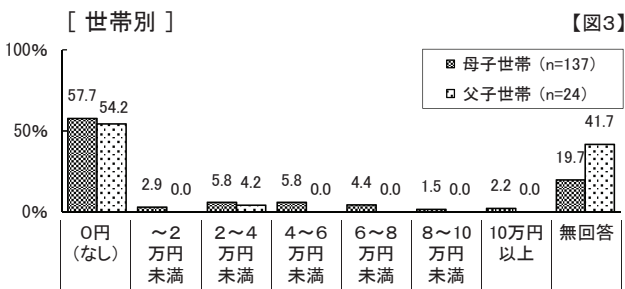 [ 世帯別 ]
【図3】
100%
50%
0%
母子世帯 (n=137)
父子世帯 (n=24)
57.7 54.2
2.9 0.0
5.8 4.2
5.8 0.0
4.4 0.0
1.5 0.0
2.2 0.0
19.7 41.7
0円 ～2 2～4 4～6 6～8 8～10 10万円 無回答
(なし) 万円 万円 万円 万円 万円 以上
未満 未満 未満 未満 未満